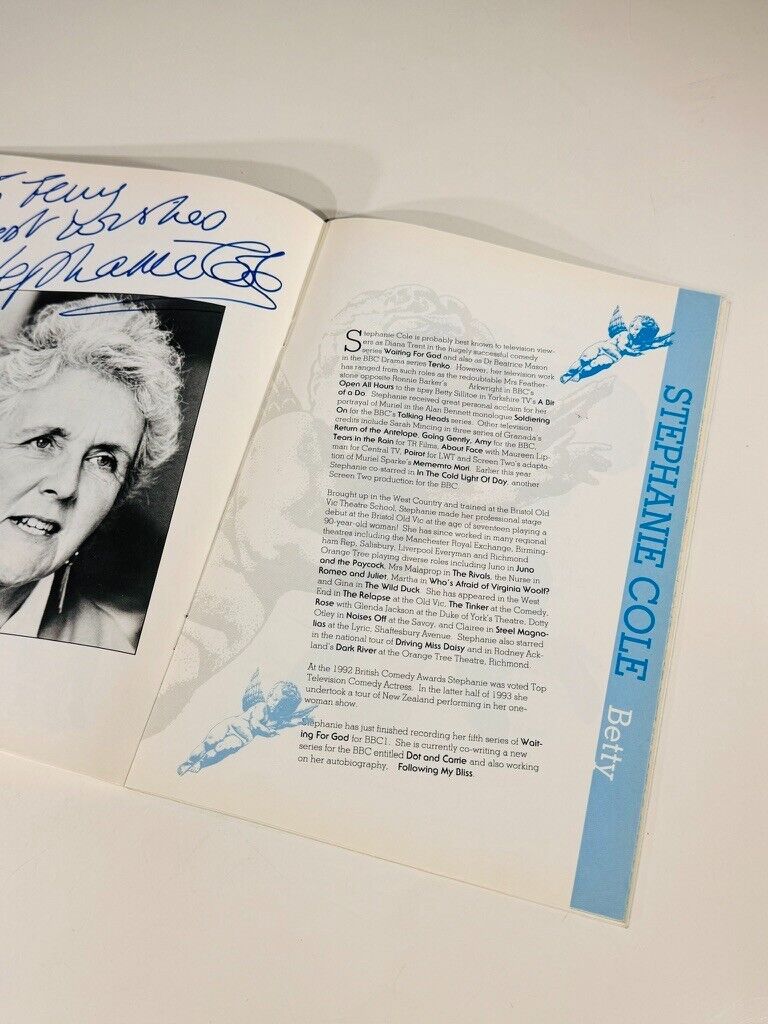 Terry
wishes
Stephanie Cole
Stephanie Cole is probably best known to television view-
ers as Diana Trent in the hugely successful comedy
series Waiting For God and also as Dr Beatrice Mason
in the BBC Drama series Tenko. However, her television work
has ranged from such roles as the redoubtable Mrs Feather-
stone opposite Ronnie Barker's Arkwright in BBC's
Open All Hours to the tipsy Betty Sillitoe in Yorkshire TV's A Bit
of a Do. Stephanie received great personal acclaim for her
portrayal of Muriel in the Alan Bennett monologue Soldiering
On for the BBC's Talking Heads series. Other television
credits include Sarah Mincing in three series of Granada's
Return of the Antelope, Going Gently, Amy for the BBC,
Tears in the Rain for TR Films, About Face with Maureen Lip-
man for Central TV, Poirot for LWT and Screen Two's adapta-
tion of Muriel Sparke's Mememto Mori. Earlier this year
Stephanie co-starred in In The Cold Light Of Day, another
Screen Two production for the BBC.
Brought up in the West Country and trained at the Bristol Old
Vic Theatre School, Stephanie made her professional stage
debut at the Bristol Old Vic at the age of seventeen playing a
90-year-old woman! She has since worked in many regional
theatres including the Manchester Royal Exchange, Birming-
ham Rep, Salisbury, Liverpool Everyman and Richmond
Orange Tree playing diverse roles including Juno in Juno
and the Paycock, Mrs Malaprop in The Rivals, the Nurse in
Romeo and Juliet, Martha in Who's Afraid of Virginia Woolf?
and Gina in The Wild Duck. She has appeared in the West
End in The Relapse at the Old Vic, The Tinker at the Comedy,
Rose with Glenda Jackson at the Duke of York's Theatre, Dotty
Otley in Noises Off at the Savoy, and Clairee in Steel Magno-
lias at the Lyric, Shaftesbury Avenue. Stephanie also starred
in the national tour of Driving Miss Daisy and in Rodney Ack-
land's Dark River at the Orange Tree Theatre, Richmond.
At the 1992 British Comedy Awards Stephanie was voted Top
Television Comedy Actress. In the latter half of 1993 she
undertook a tour of New Zealand performing in her one-
woman show.
Stephanie has just finished recording her fifth series of Wait-
ing For God for BBC1. She is currently co-writing a new
series for the BBC entitled Dot and Carrie and also working
on her autobiography, Following My Bliss.
STEPHANIE COLE Betty